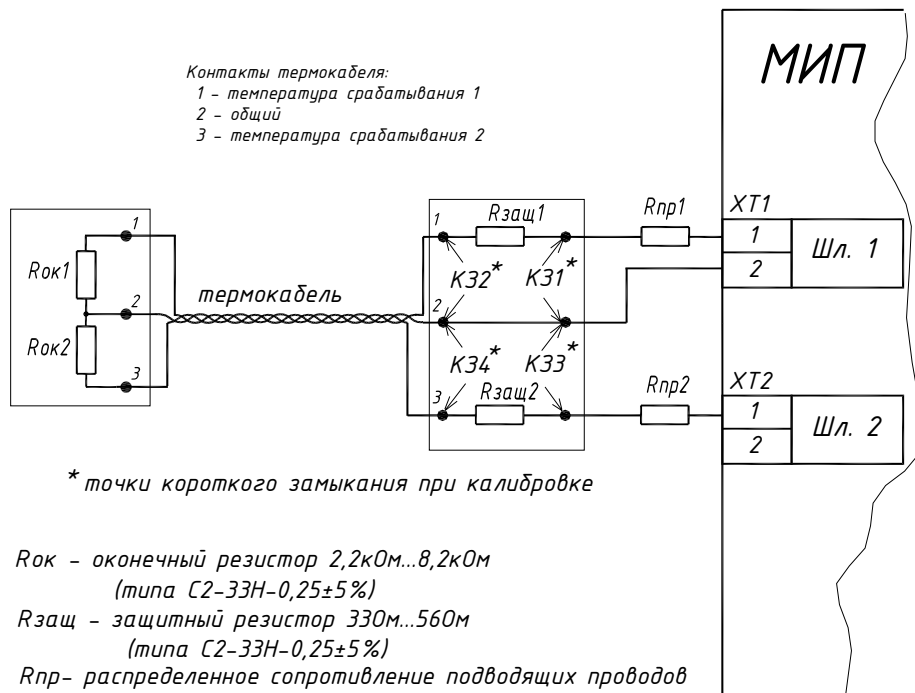 МИП
Контакты термокабеля:
1 - температура срабатывания 1
2 - общий
3 - температура срабатывания 2
1
Rок1
2
Rок2
3
термокабель
1
Rзащ1
КЗ2*
КЗ1*
2
КЗ4*
КЗ3*
3
Rзащ2
Rпр1
ХТ1
1
2
Шл. 1
Rпр2
ХТ2
1
2
Шл. 2
* точки короткого замыкания при калибровке
Rок - оконечный резистор 2,2кОм...8,2кОм
(типа С2-33Н-0,25±5%)
Rзащ - защитный резистор 33Ом...56Ом
(типа С2-33Н-0,25±5%)
Rпр- распределенное сопротивление подводящих проводов